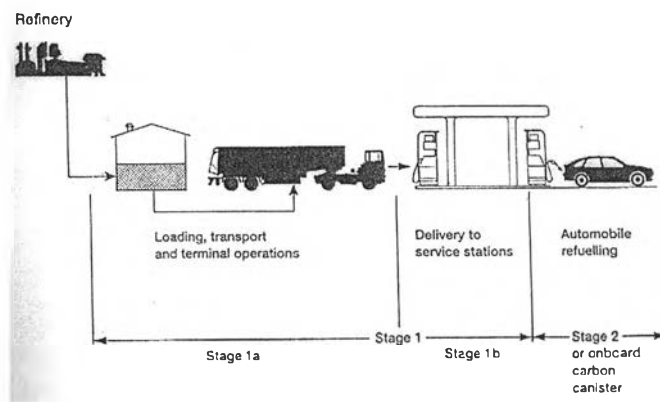 Refinery
Loading, transport
and terminal operations
Delivery to
service stations
Automobile
refuelling
Stage 1
Stage 1a
Stage 1b
Stage 2
or onboard
carbon
canister